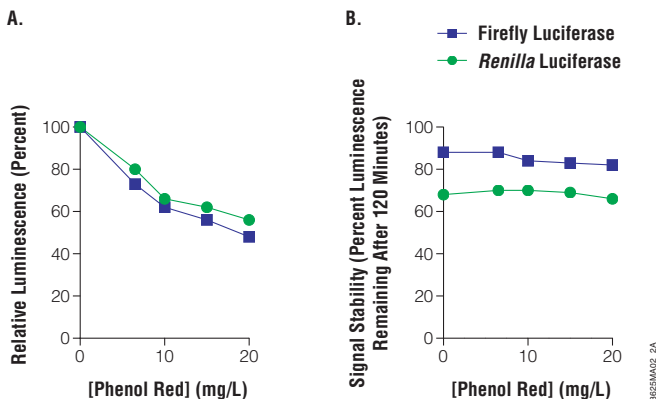 A.
B.
Firefly Luciferase
Renilla Luciferase
Relative Luminescence (Percent)
100
80
60
40
20
0
0 10 20
[Phenol Red] (mg/L)
Signal Stability (Percent Luminescence
Remaining After 120 Minutes)
100
80
60
40
20
0
0 10 20
[Phenol Red] (mg/L)